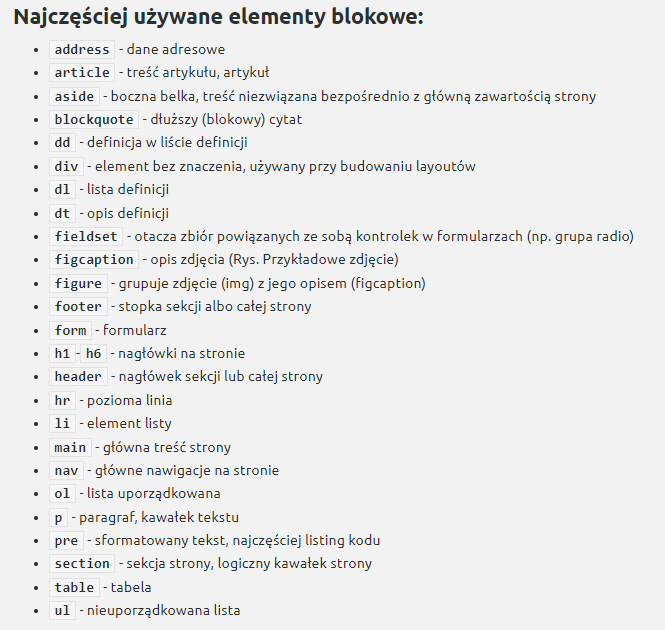 Najczęściej używane elementy blokowe:
address - dane adresowe
article - treść artykułu, artykuł
aside - boczna belka, treść niezwiązana bezpośrednio z główną zawartością strony
blockquote - dłuższy (blokowy) cytat
dd - definicja w liście definicji
div - element bez znaczenia, używany przy budowaniu layoutów
dl - lista definicji
dt - opis definicji
fieldset - otacza zbiór powiązanych ze sobą kontrolek w formularzach (np. grupa radio)
figcaption - opis zdjęcia (Rys. Przykładowe zdjęcie)
figure - grupuje zdjęcie (img) z jego opisem (figcaption)
footer - stopka sekcji albo całej strony
form - formularz
h1 - h6 - nagłówki na stronie
header - nagłówek sekcji lub całej strony
hr - pozioma linia
li - element listy
main - główna treść strony
nav - główne nawigacje na stronie
ol - lista uporządkowana
p - paragraf, kawałek tekstu
pre - sformatowany tekst, najczęściej listing kodu
section - sekcja strony, logiczny kawałek strony
table - tabela
ul - nieuporządkowana lista